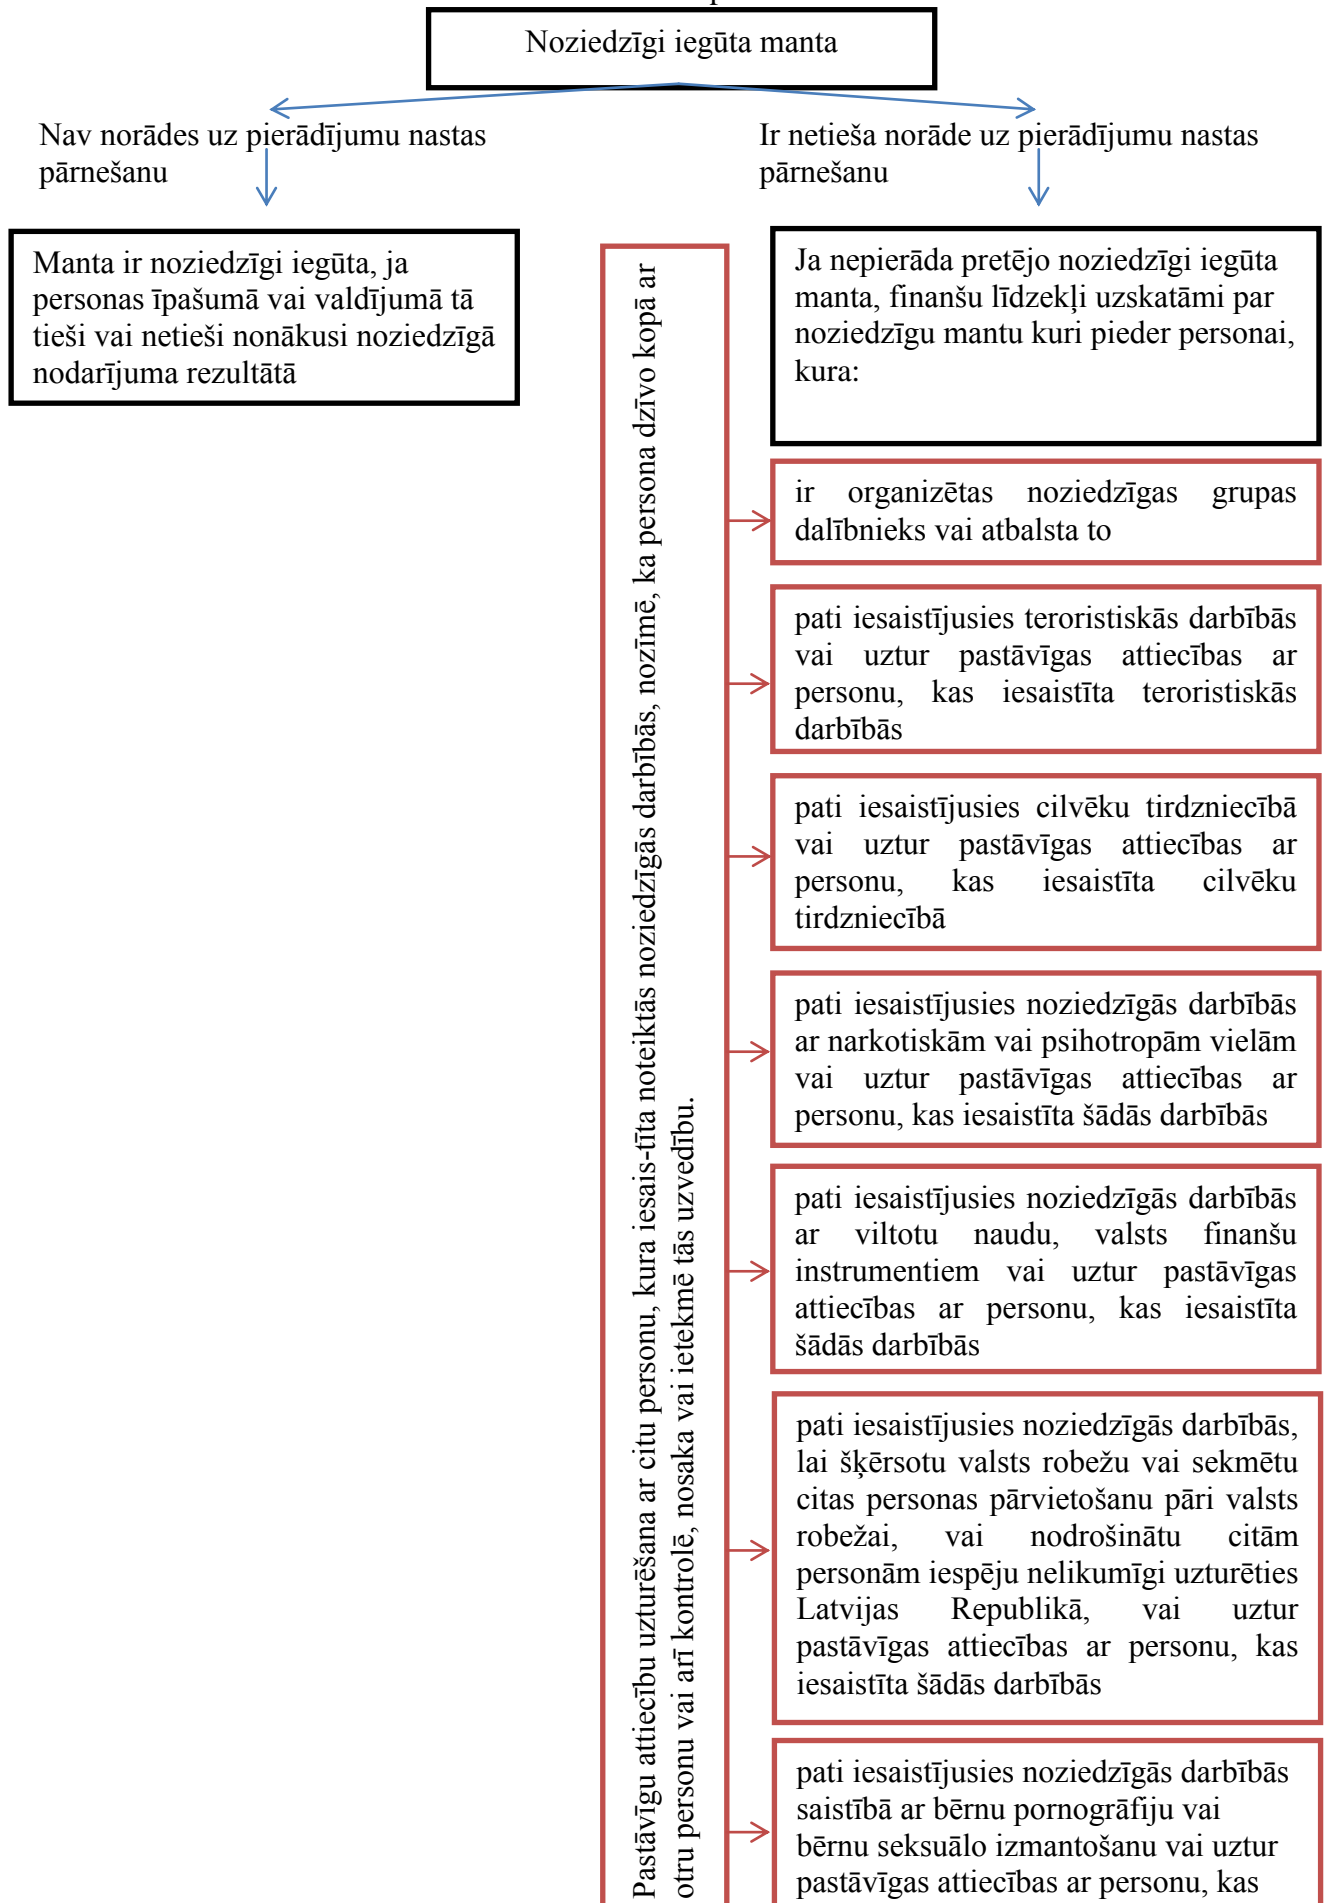 Noziedzīgi iegūta manta
Nav norādes uz pierādījumu nastas
pārnešanu
Ir netieša norāde uz pierādījumu nastas
pārnešanu
Manta ir noziedzīgi iegūta, ja
personas īpašumā vai valdījumā tā
tieši vai netieši nonākusi noziedzīgā
nodarījuma rezultātā
Pastāvīgu attiecību uzturēšana ar citu personu, kura iesais-tīta noteiktās noziedzīgās darbībās, nozīmē, ka persona dzīvo kopā ar
otru personu vai arī kontrolē, nosaka vai ietekmē tās uzvedību.
Ja nepierāda pretējo noziedzīgi iegūta
manta, finanšu līdzekļi uzskatāmi par
noziedzīgu mantu kuri pieder personai,
kura:
ir organizētas noziedzīgas grupas
dalībnieks vai atbalsta to
pati iesaistījusies teroristiskās darbībās
vai uztur pastāvīgas attiecības ar
personu, kas iesaistīta teroristiskās
darbībās
pati iesaistījusies cilvēku tirdzniecībā
vai uztur pastāvīgas attiecības ar
personu, kas iesaistīta cilvēku
tirdzniecībā
pati iesaistījusies noziedzīgās darbībās
ar narkotiskām vai psihotropām vielām
vai uztur pastāvīgas attiecības ar
personu, kas iesaistīta šādās darbībās
pati iesaistījusies noziedzīgās darbībās
ar viltotu naudu, valsts finanšu
instrumentiem vai uztur pastāvīgas
attiecības ar personu, kas iesaistīta
šādās darbībās
pati iesaistījusies noziedzīgās darbībās,
lai šķērsotu valsts robežu vai sekmētu
citas personas pārvietošanu pāri valsts
robežai, vai nodrošinātu citām
personām iespēju nelikumīgi uzturēties
Latvijas Republikā, vai uztur
pastāvīgas attiecības ar personu, kas
iesaistīta šādās darbībās
pati iesaistījusies noziedzīgās darbībās
saistībā ar bērnu pornogrāfiju vai
bērnu seksuālo izmantošanu vai uztur
pastāvīgas attiecības ar personu, kas